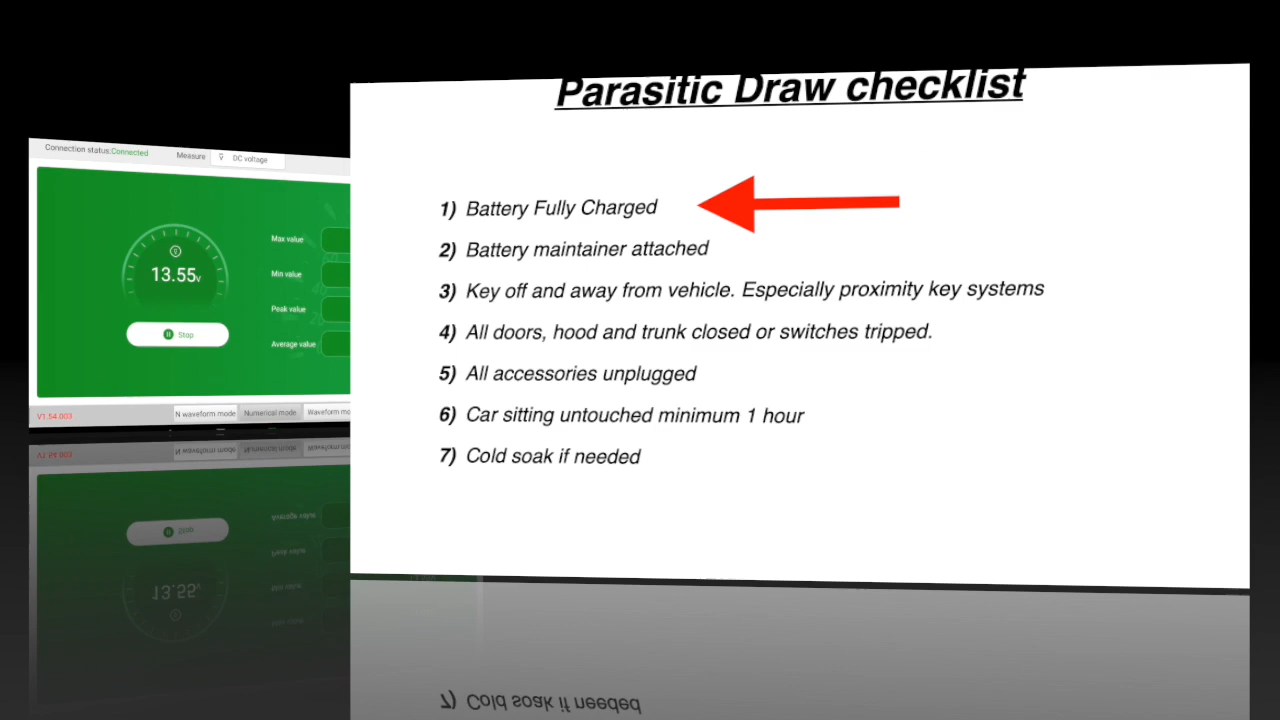 Parasitic Draw checklist
Connection status:Connected Measure DC voltage
1) Battery Fully Charged
Max value
2) Battery maintainer attached
13.55v
Min value
3) Key off and away from vehicle. Especially proximity key systems
Peak value
4) All doors, hood and trunk closed or switches tripped.
Stop
Average value
5) All accessories unplugged
6) Car sitting untouched minimum 1 hour
V1.54.003 N waveform mode Numerical mode Waveform mo
7) Cold soak if needed